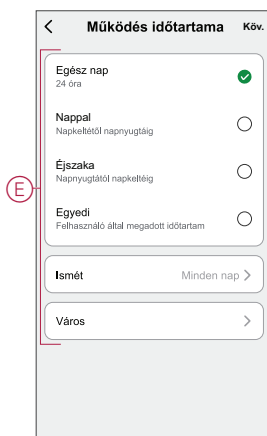 Működés időtartama Köv.
Egész nap
24 óra
Nappal
Napkeltétől napnyugtáig
Éjszaka
Napnyugtától napkeltéig
Egyedi
Felhasználó által megadott időtartam
E
Ismét Minden nap
Város